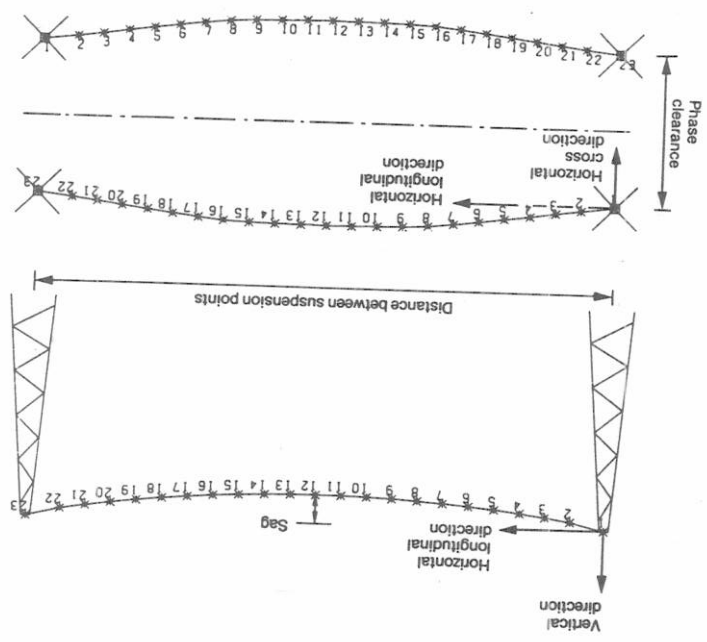 Vertical
direction
Horizontal
longitudinal
direction
Sag
2 3 4 5 6 7 8 9 10 11 12 13 14 15 16 17 18 19 20 21 22 23
Distance between suspension points
2 3 4 5 6 7 8 9 10 11 12 13 14 15 16 17 18 19 20 21 22 23
Horizontal
longitudinal
direction
Horizontal
cross
direction
Phase
clearance
1 2 3 4 5 6 7 8 9 10 11 12 13 14 15 16 17 18 19 20 21 22 23